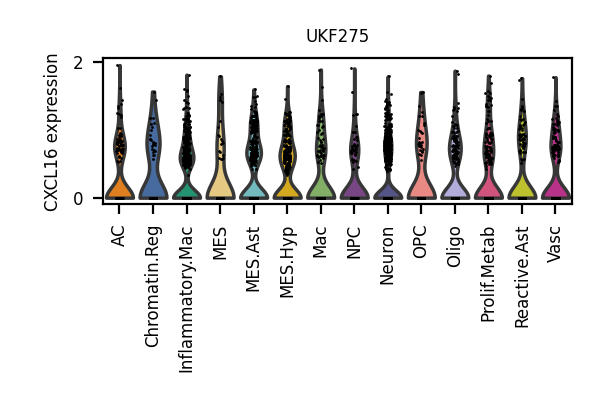 UKF275
CXCL16 expression
2
0
AC
Chromatin.Reg
Inflammatory.Mac
MES
MES.Ast
MES.Hyp
Mac
NPC
Neuron
OPC
Oligo
Prolif.Metab
Reactive.Ast
Vasc